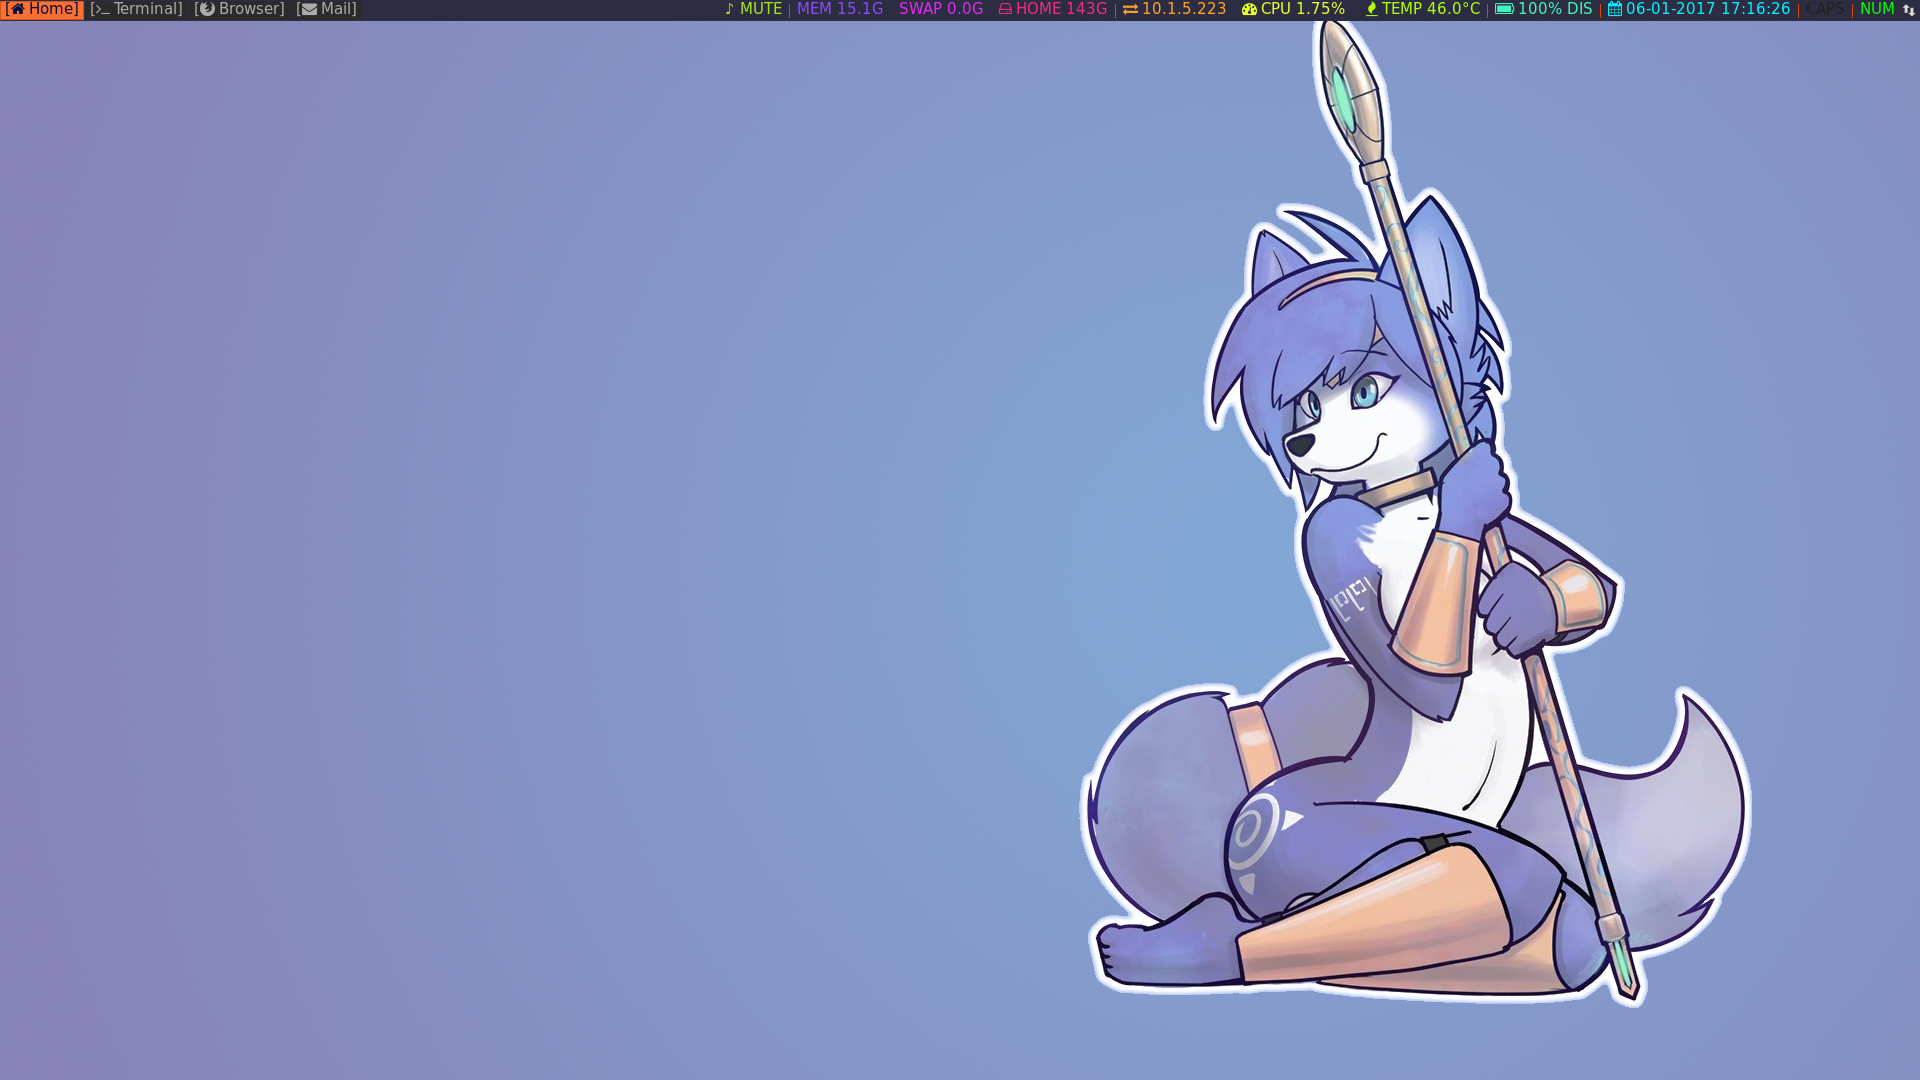 [Home] [Terminal] [Browser] [Mail] MUTE | MEM 15.1G SWAP 0.0G HOME 143G | 10.1.5.223 CPU 1.75% TEMP 46.0°C | 100% DIS | 06-01-2017 17:16:26 | CAPS | NUM